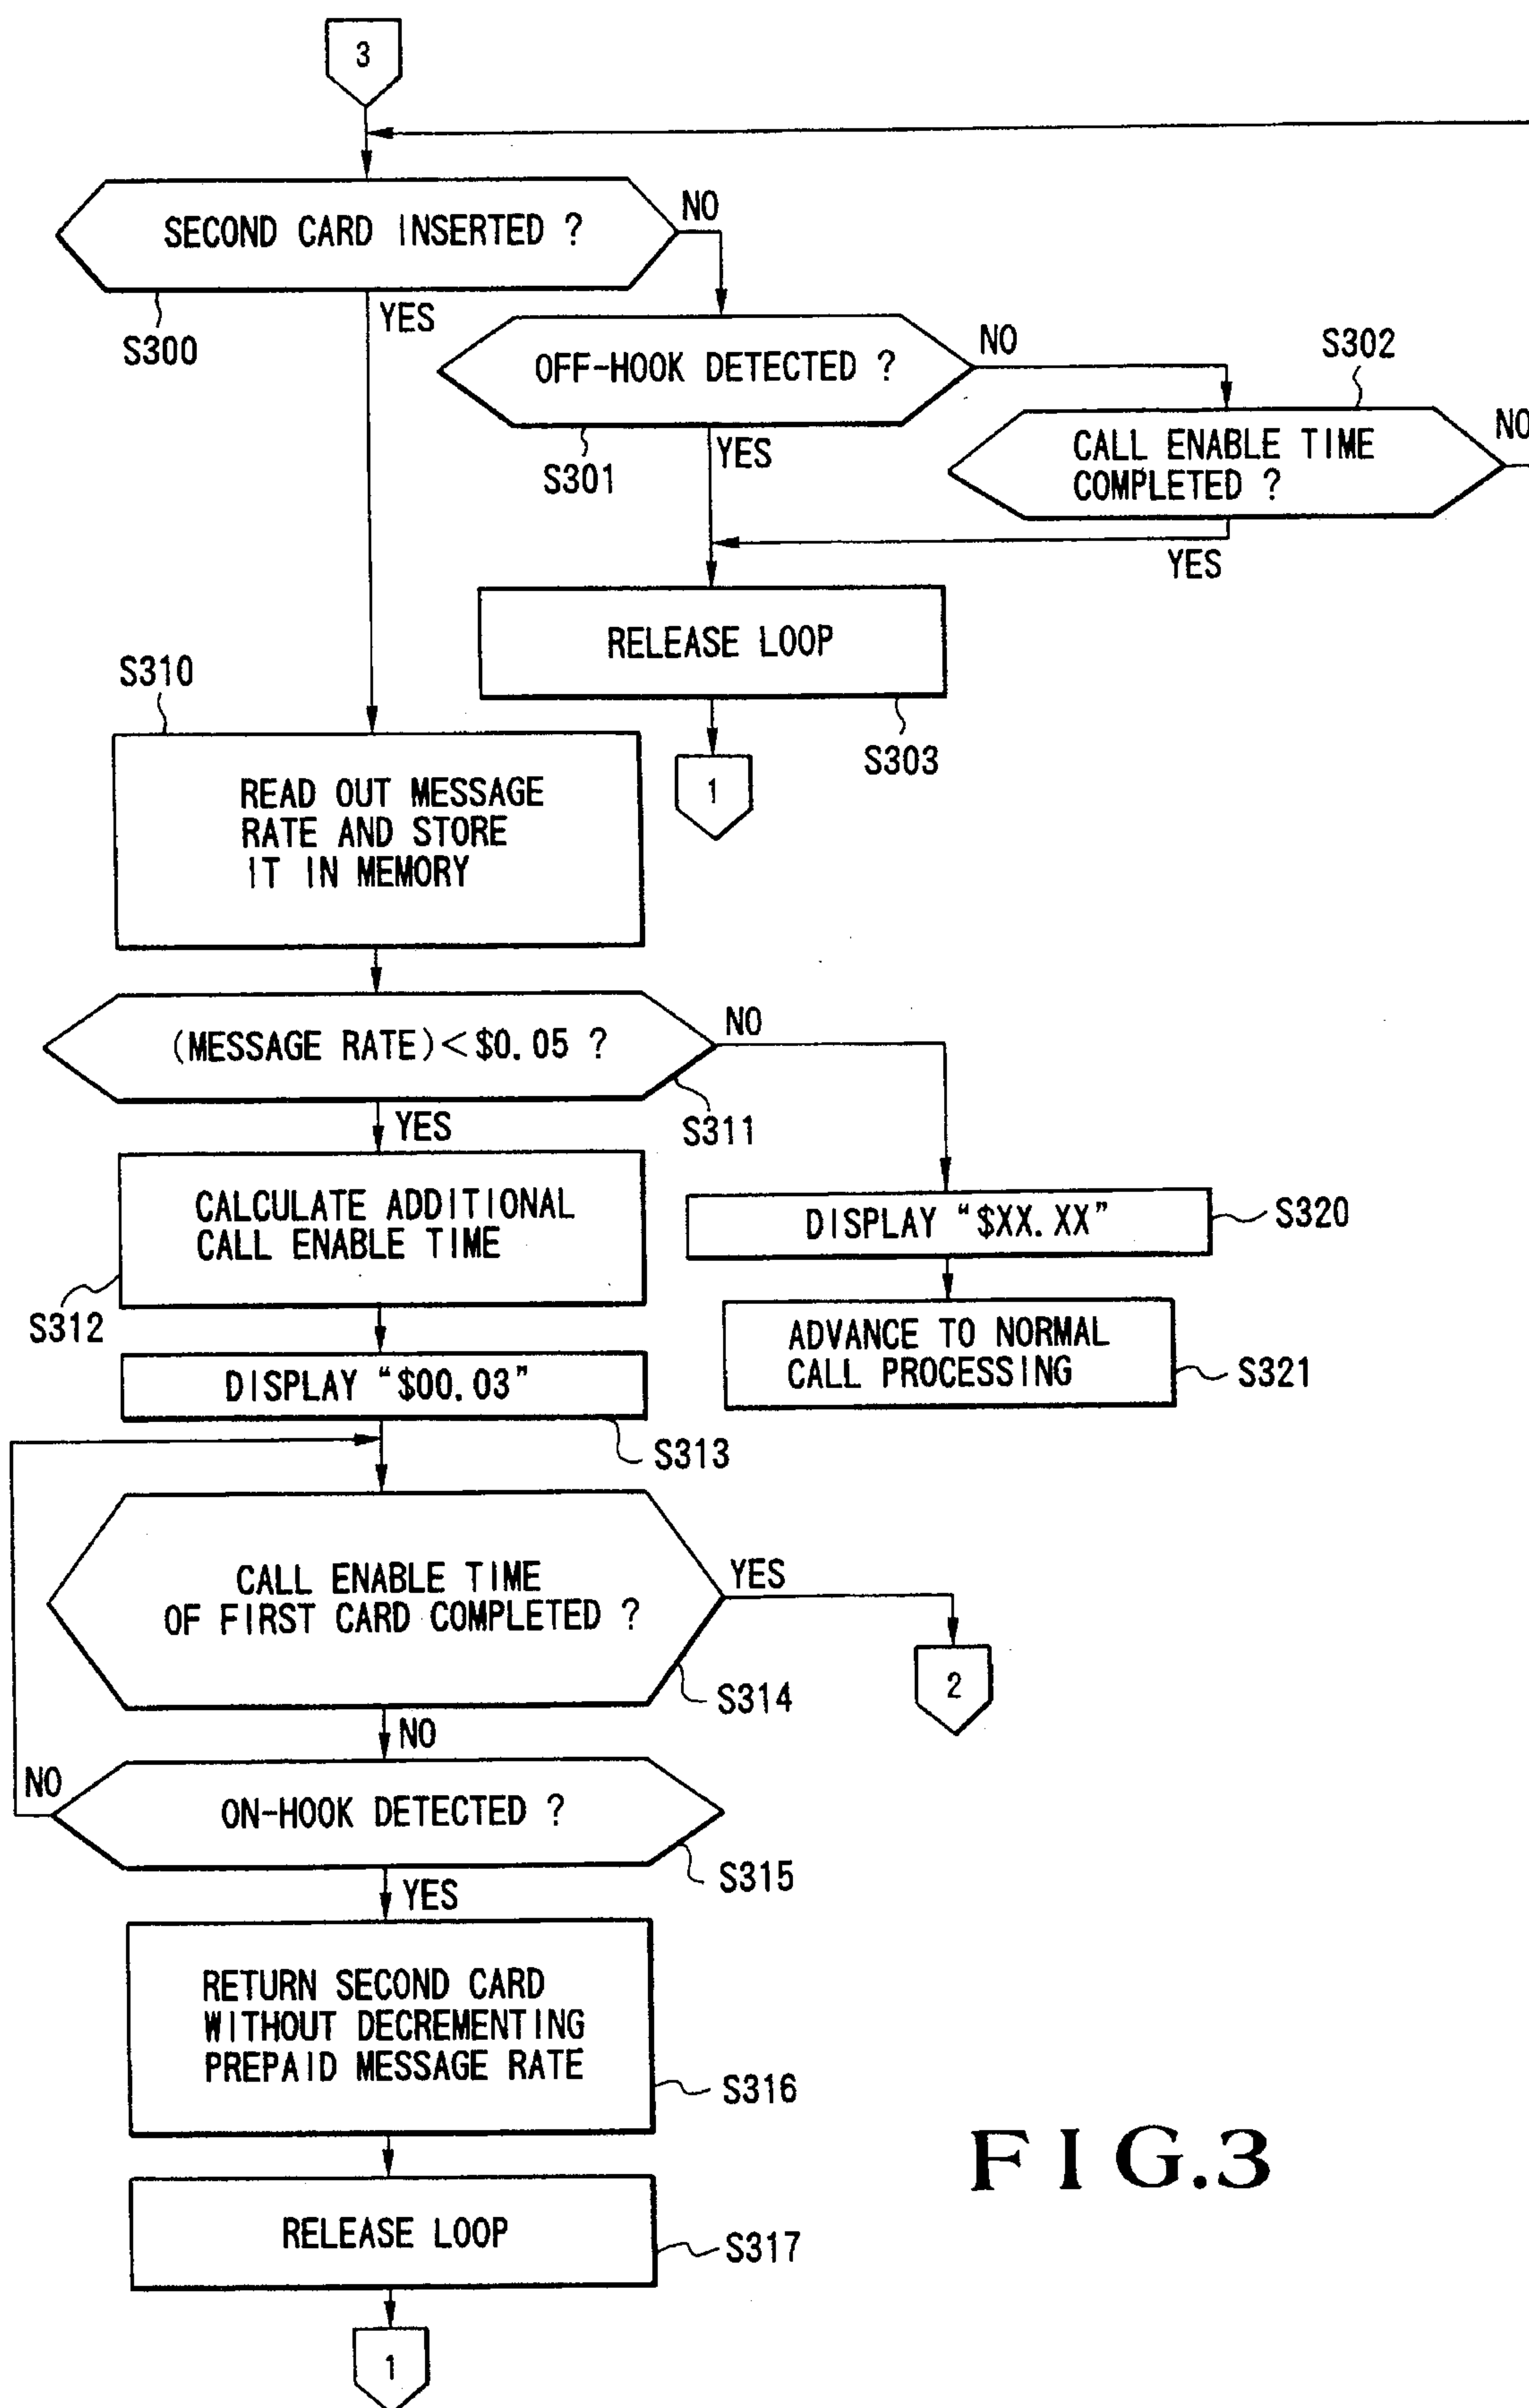 3
SECOND CARD INSERTED ?
NO
S300
YES
OFF-HOOK DETECTED ?
NO
S302
S301
YES
CALL ENABLE TIME
COMPLETED ?
NO
YES
RELEASE LOOP
S303
1
S310
READ OUT MESSAGE
RATE AND STORE
IT IN MEMORY
(MESSAGE RATE)<$0.05 ?
NO
S311
YES
CALCULATE ADDITIONAL
CALL ENABLE TIME
S312
DISPLAY "$XX.XX"
S320
ADVANCE TO NORMAL
CALL PROCESSING
S321
DISPLAY "$00.03"
S313
CALL ENABLE TIME
OF FIRST CARD COMPLETED ?
YES
S314
2
NO
NO
ON-HOOK DETECTED ?
S315
YES
RETURN SECOND CARD
WITHOUT DECREMENTING
PREPAID MESSAGE RATE
S316
RELEASE LOOP
S317
1
FIG.3